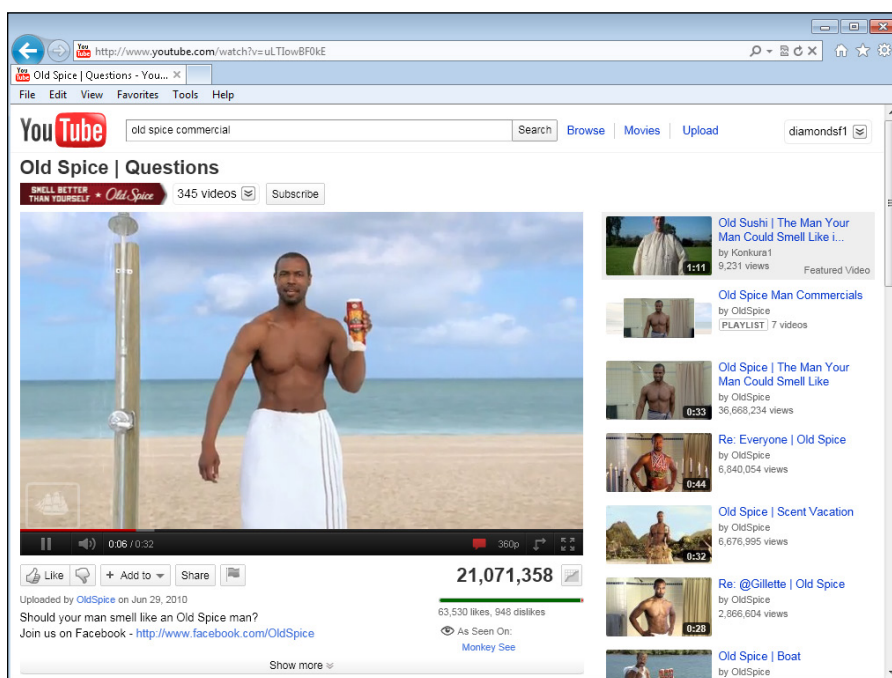 You Tube http://www.youtube.com/watch?v=uLTIowBF0kE
You Tube Old Spice | Questions - You...
File Edit View Favorites Tools Help
You Tube old spice commercial Search Browse Movies Upload diamondsf1
Old Spice | Questions
SMELL BETTER THAN YOURSELF Old Spice 345 videos Subscribe
0:06 / 0:32 360p
Like Add to Share 21,071,358
Uploaded by OldSpice on Jun 29, 2010
63,530 likes, 948 dislikes
Should your man smell like an Old Spice man?
As Seen On:
Join us on Facebook - http://www.facebook.com/OldSpice
Monkey See
Show more
Old Sushi | The Man Your
Man Could Smell Like i...
by Konkura1
9,231 views
Featured Video
1:11
Old Spice Man Commercials
by OldSpice
PLAYLIST 7 videos
Old Spice | The Man Your
Man Could Smell Like
by OldSpice
36,668,234 views
0:33
Re: Everyone | Old Spice
by OldSpice
6,840,054 views
0:44
Old Spice | Scent Vacation
by OldSpice
6,676,995 views
0:32
Re: @Gillette | Old Spice
by OldSpice
2,866,604 views
0:28
Old Spice | Boat
by OldSpice